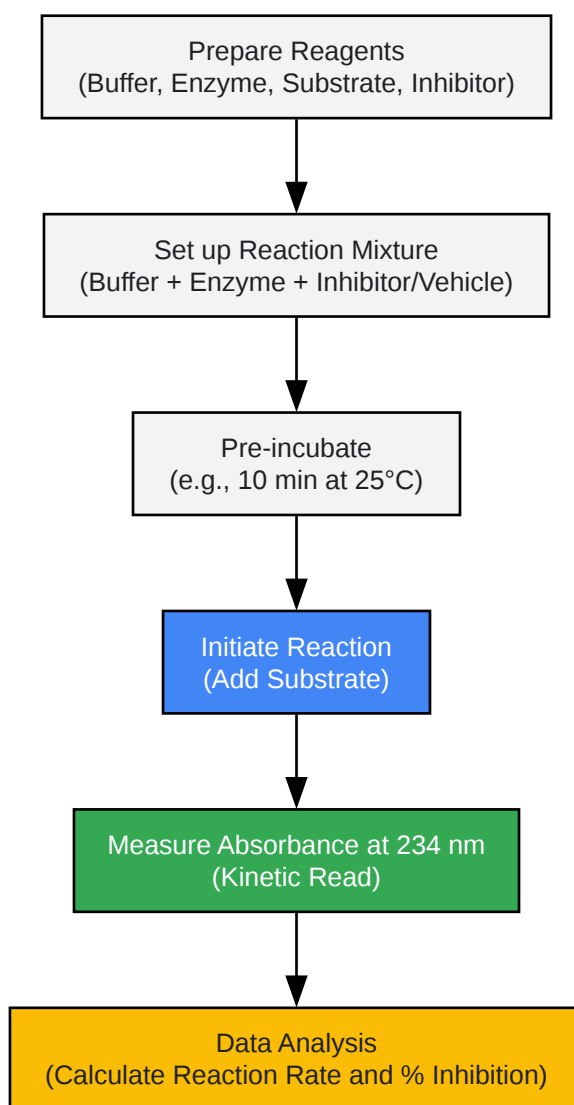 Prepare Reagents
(Buffer, Enzyme, Substrate, Inhibitor)
Set up Reaction Mixture
(Buffer + Enzyme + Inhibitor/Vehicle)
Pre-incubate
(e.g., 10 min at 25°C)
Initiate Reaction
(Add Substrate)
Measure Absorbance at 234 nm
(Kinetic Read)
Data Analysis
(Calculate Reaction Rate and % Inhibition)